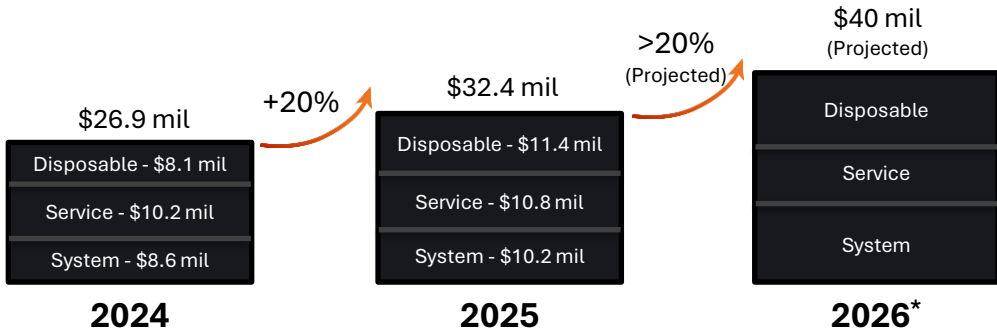 $26.9 mil
Disposable - $8.1 mil
Service - $10.2 mil
System - $8.6 mil
2024
+20%
$32.4 mil
Disposable - $11.4 mil
Service - $10.8 mil
System - $10.2 mil
2025
>20%
(Projected)
$40 mil
(Projected)
Disposable
Service
System
2026*